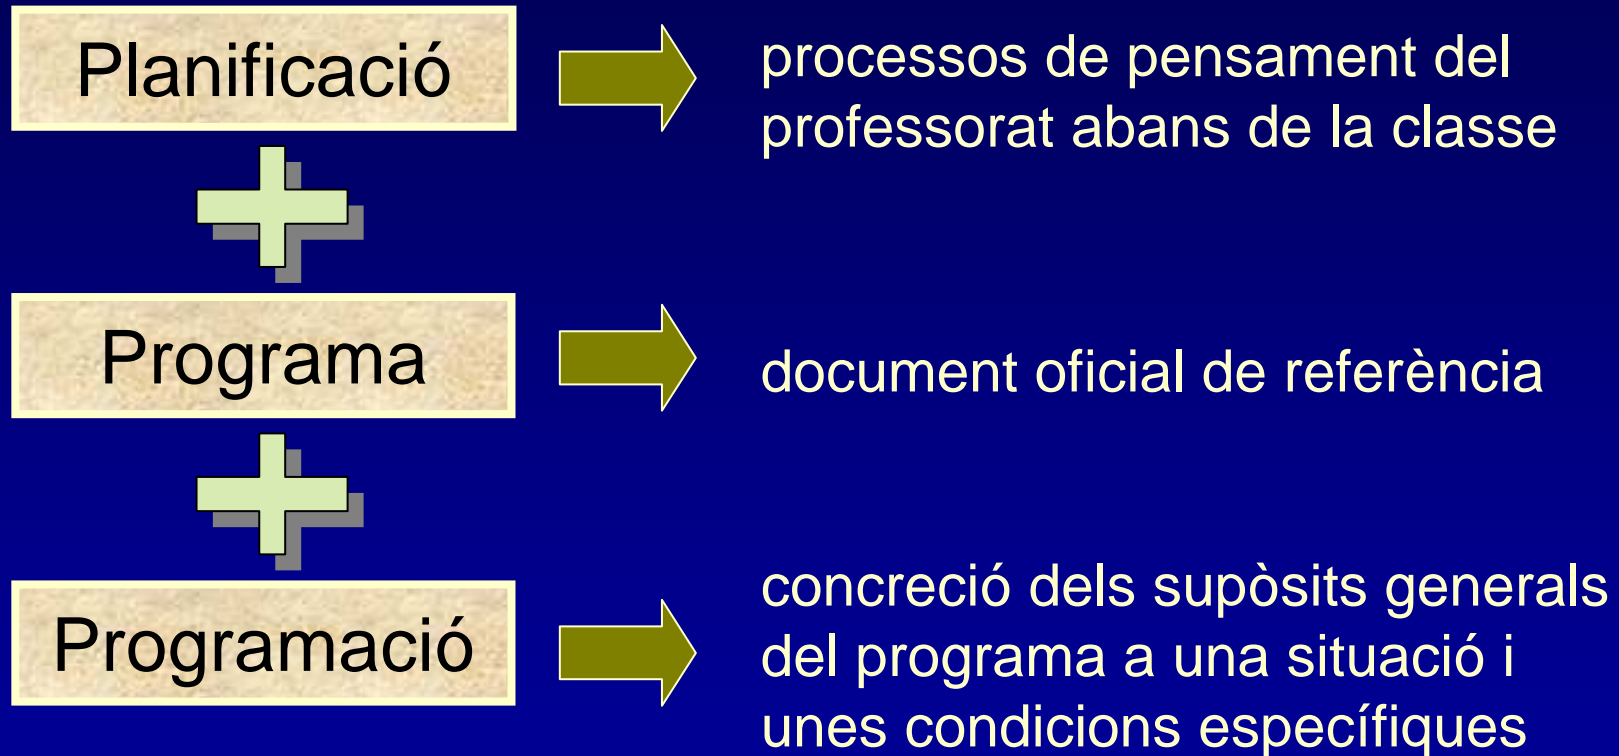 Planificació
processos de pensament del
professorat abans de la classe
Programa
document oficial de referència
Programació
concreció dels supòsits generals
del programa a una situació i
unes condicions específiques